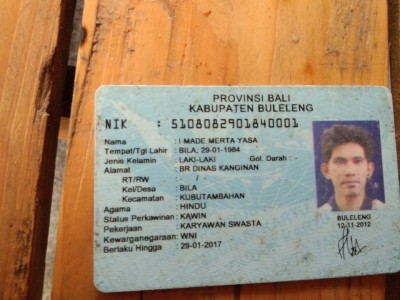 PROVINSI BALI
KABUPATEN BULELENG
NIK : 5108082901840001
Nama : I MADE MERTA YASA
Tempat/Tgl Lahir : BILA, 29-01-1984
Jenis Kelamin : LAKI-LAKI Gol. Darah : -
Alamat : BR DINAS KANGINAN
RT/RW : - / -
Kel/Desa : BILA
Kecamatan : KUBUTAMBAHAN
Agama : HINDU
Status Perkawinan : KAWIN
Pekerjaan : KARYAWAN SWASTA
Kewarganegaraan : WNI
Berlaku Hingga : 29-01-2017
BULELENG
12-11-2012